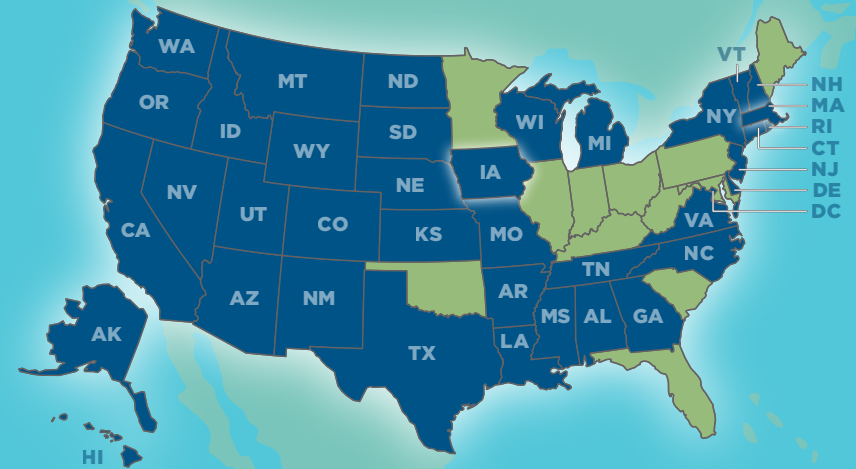 WA
VT
MT
ND
NH
OR
MA
NY
WI
RI
ID
SD
MI
CT
WY
NJ
IA
NE
DE
NV
DC
UT
VA
CO
CA
KS
MO
NC
TN
AZ
NM
AR
MS
AL
GA
AK
LA
TX
HI